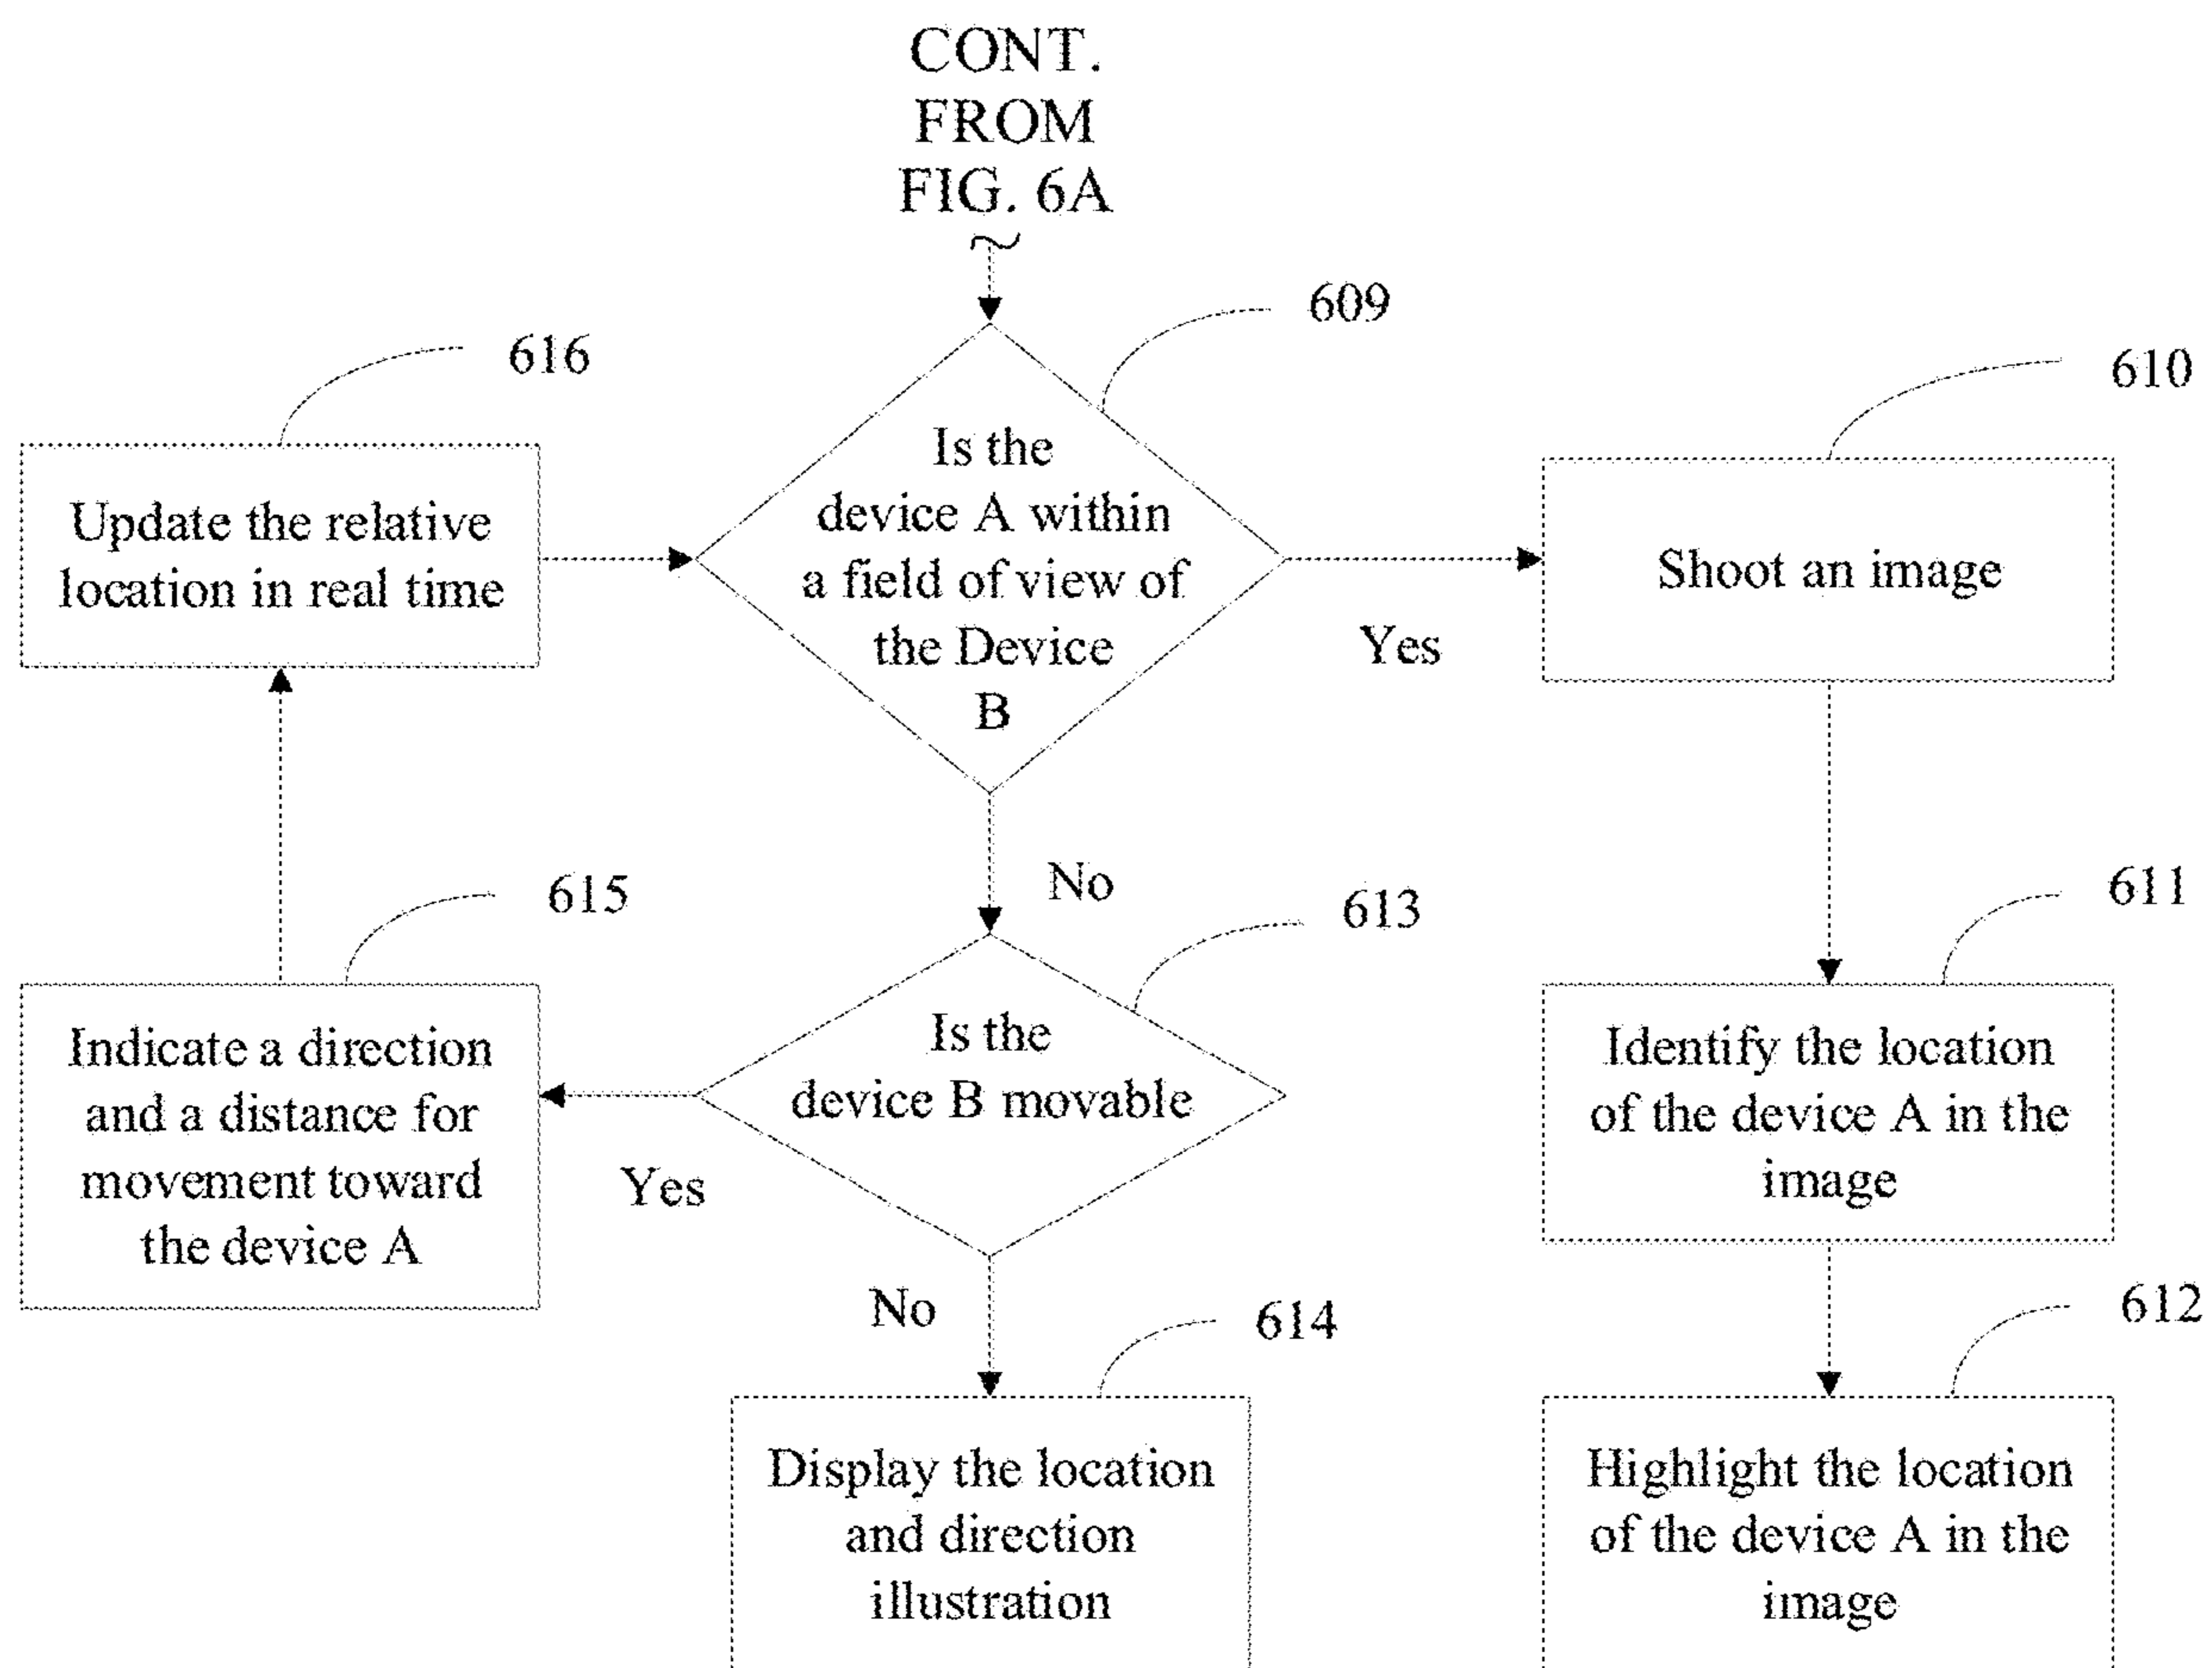 CONT.
FROM
FIG. 6A
609
616
610
Is the
device A within
a field of view of
the Device
B
Update the relative
location in real time
Shoot an image
Yes
No
615
613
611
Is the
device B movable
Indicate a direction
and a distance for
movement toward
the device A
Identify the location
of the device A in the
image
Yes
No
614
612
Display the location
and direction
illustration
Highlight the location
of the device A in the
image